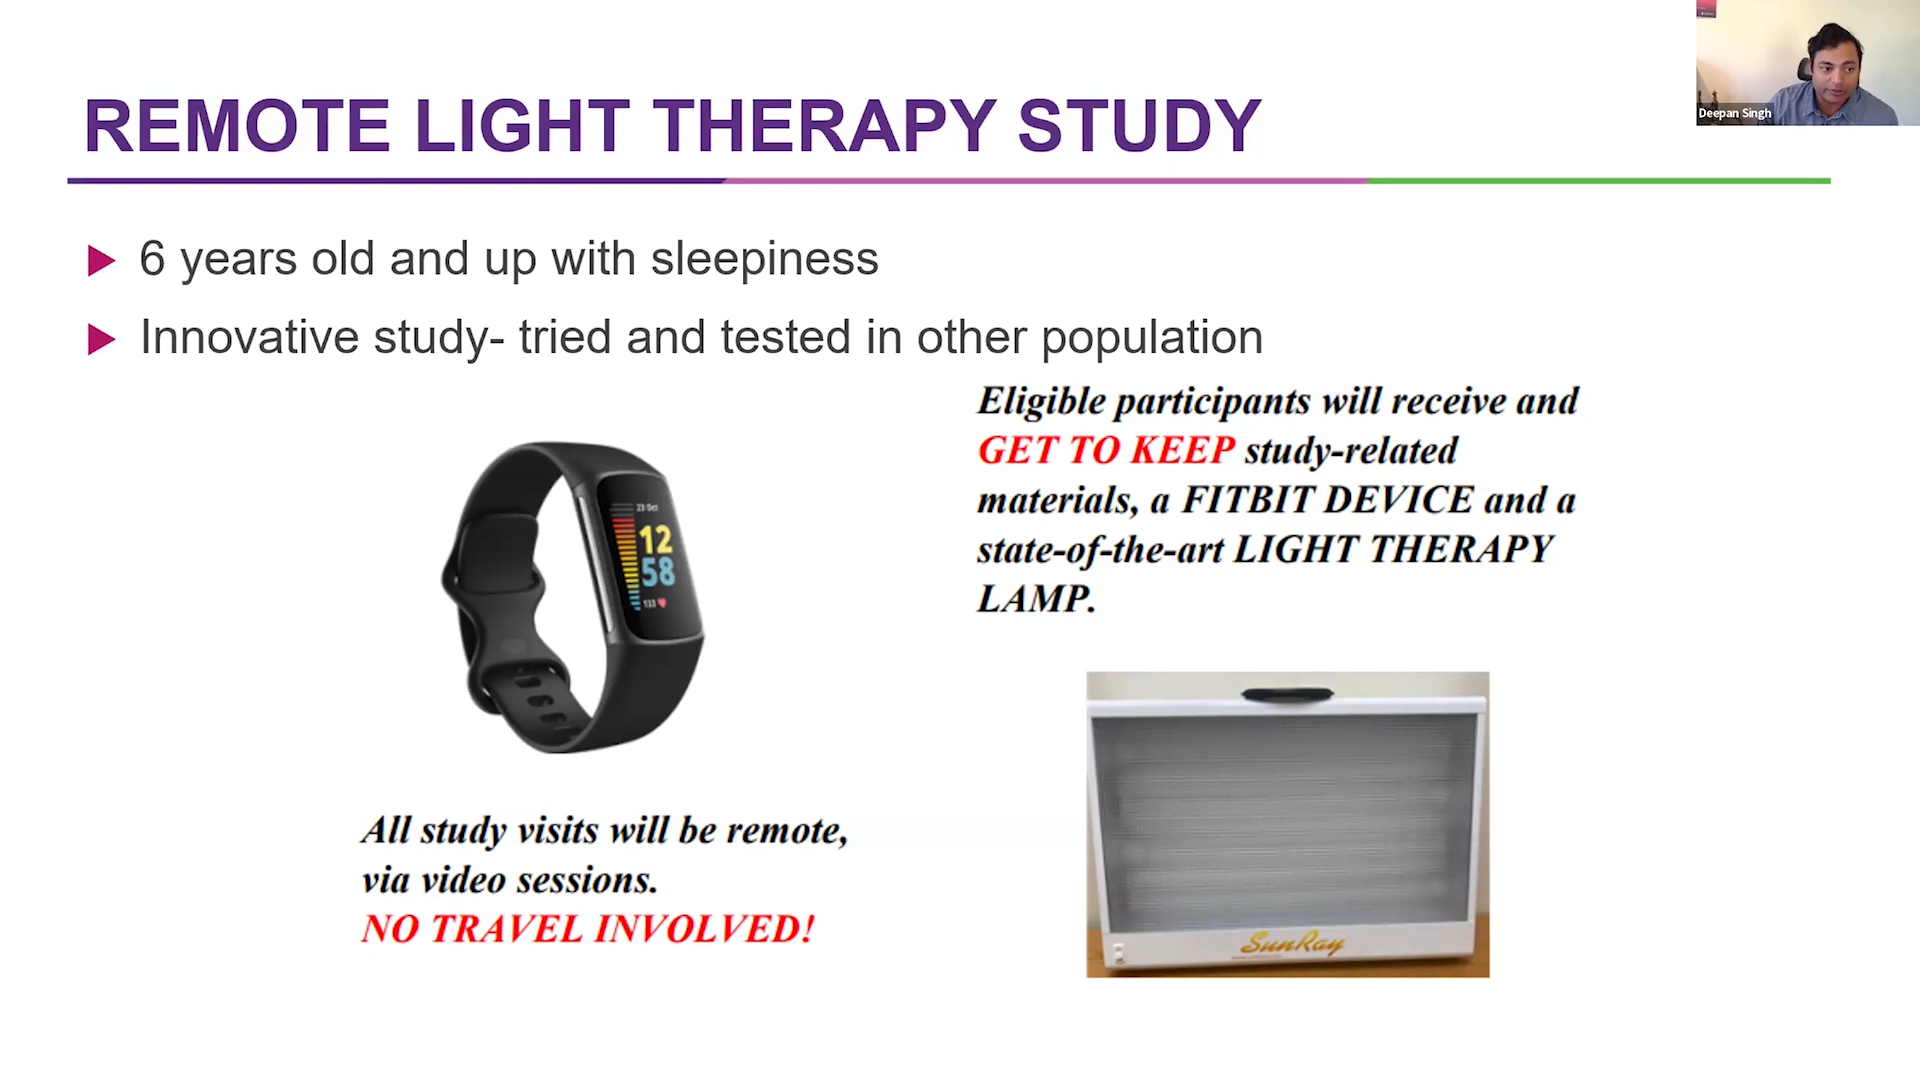 Deepan Singh
REMOTE LIGHT THERAPY STUDY
6 years old and up with sleepiness
Innovative study- tried and tested in other population
Eligible participants will receive and
GET TO KEEP study-related
materials, a FITBIT DEVICE and a
state-of-the-art LIGHT THERAPY
LAMP.
23 Oct
12
58
133
All study visits will be remote,
via video sessions.
NO TRAVEL INVOLVED!
SunRay